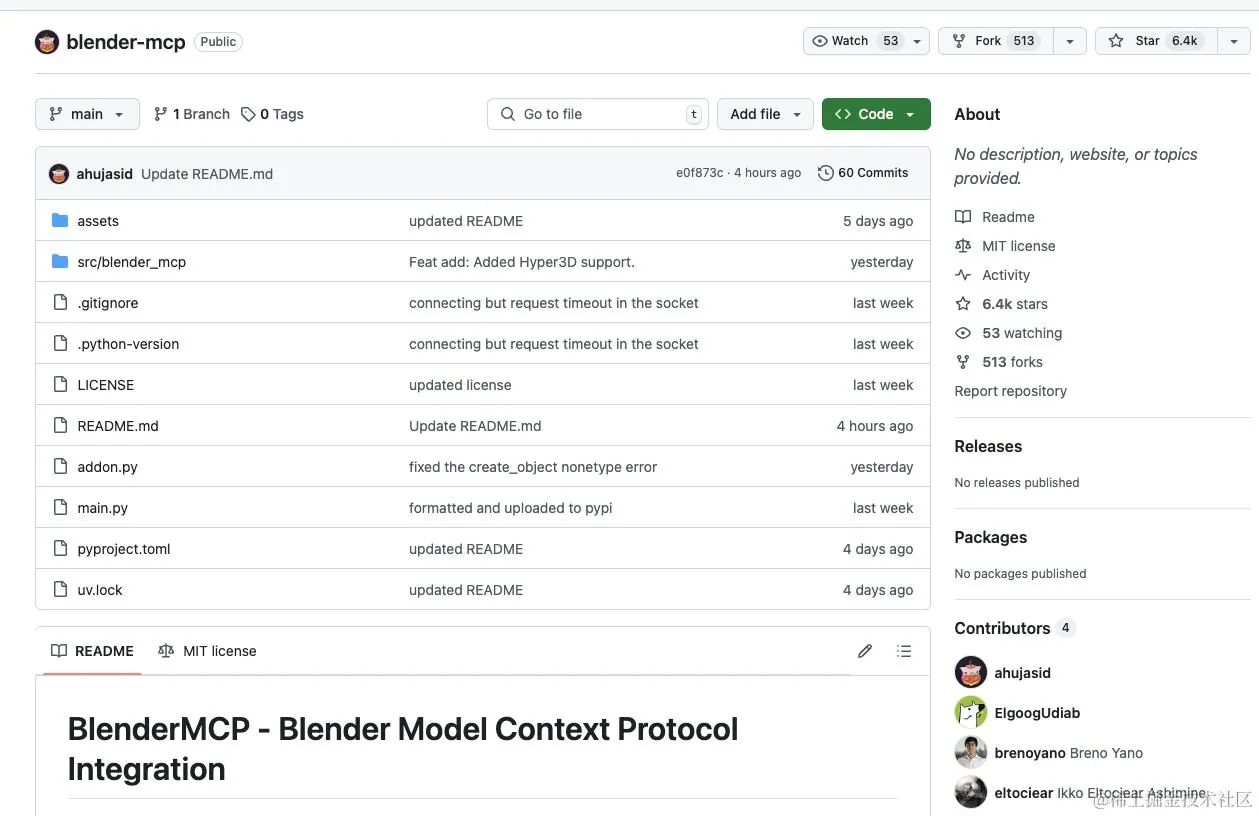 blender-mcp Public Watch 53 Fork 513 Star 6.4k
main 1 Branch 0 Tags Go to file t Add file Code
ahujasid Update README.md e0f873c · 4 hours ago 60 Commits
assets updated README 5 days ago
src/blender_mcp Feat add: Added Hyper3D support. yesterday
.gitignore connecting but request timeout in the socket last week
.python-version connecting but request timeout in the socket last week
LICENSE updated license last week
README.md Update README.md 4 hours ago
addon.py fixed the create_object nonetype error yesterday
main.py formatted and uploaded to pypi last week
pyproject.toml updated README 4 days ago
uv.lock updated README 4 days ago
README MIT license
BlenderMCP - Blender Model Context Protocol
Integration
About
No description, website, or topics
provided.
Readme
MIT license
Activity
6.4k stars
53 watching
513 forks
Report repository
Releases
No releases published
Packages
No packages published
Contributors 4
ahujasid
ElgoogUdiab
brenoyano Breno Yano
eltociear Ikko Eltociear Ashimine
@稀土掘金技术社区